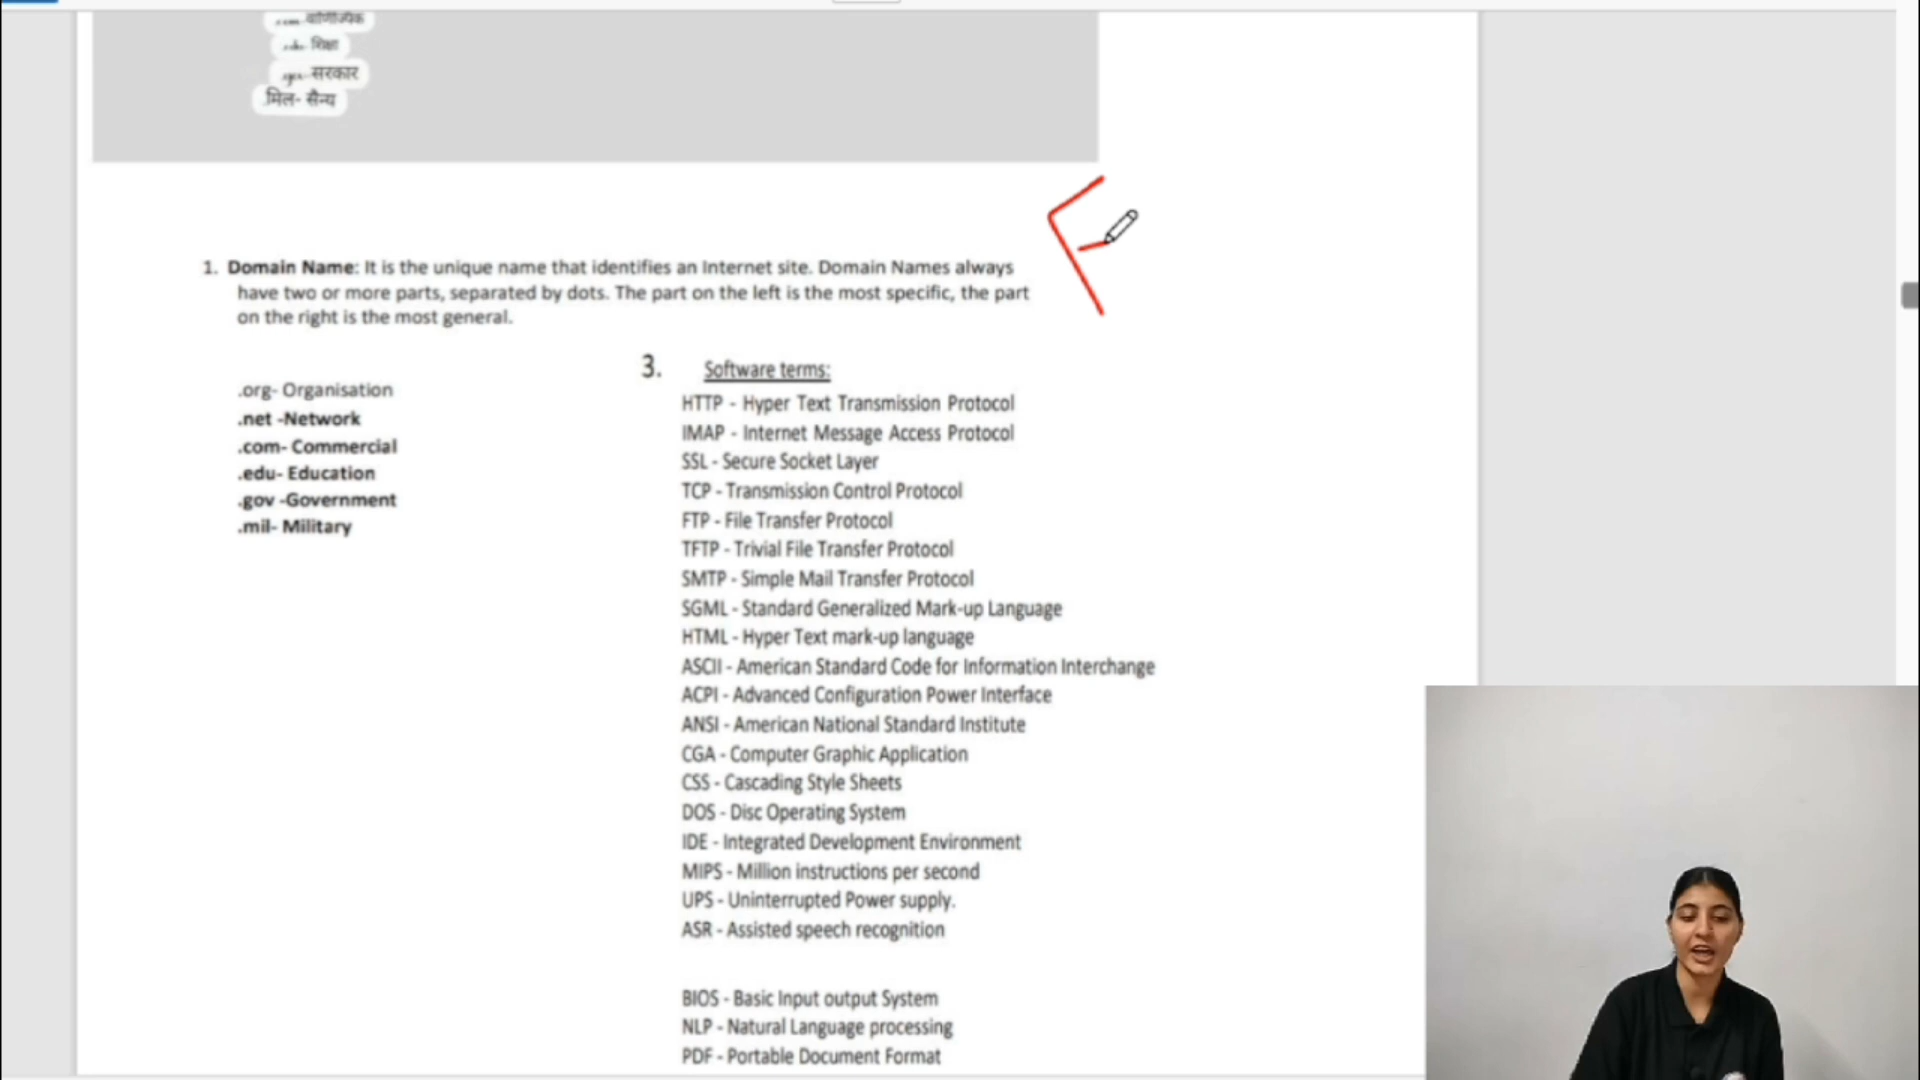 वाणिज्यिक
शिक्षा
सरकार
मिल- सैन्य
1. Domain Name: It is the unique name that identifies an Internet site. Domain Names always
have two or more parts, separated by dots. The part on the left is the most specific, the part
on the right is the most general.
.org- Organisation
.net -Network
.com- Commercial
.edu- Education
.gov -Government
.mil- Military
3. Software terms:
HTTP - Hyper Text Transmission Protocol
IMAP - Internet Message Access Protocol
SSL - Secure Socket Layer
TCP - Transmission Control Protocol
FTP - File Transfer Protocol
TFTP - Trivial File Transfer Protocol
SMTP - Simple Mail Transfer Protocol
SGML - Standard Generalized Mark-up Language
HTML - Hyper Text mark-up language
ASCII - American Standard Code for Information Interchange
ACPI - Advanced Configuration Power Interface
ANSI - American National Standard Institute
CGA - Computer Graphic Application
CSS - Cascading Style Sheets
DOS - Disc Operating System
IDE - Integrated Development Environment
MIPS - Million instructions per second
UPS - Uninterrupted Power supply.
ASR - Assisted speech recognition
BIOS - Basic Input output System
NLP - Natural Language processing
PDF - Portable Document Format